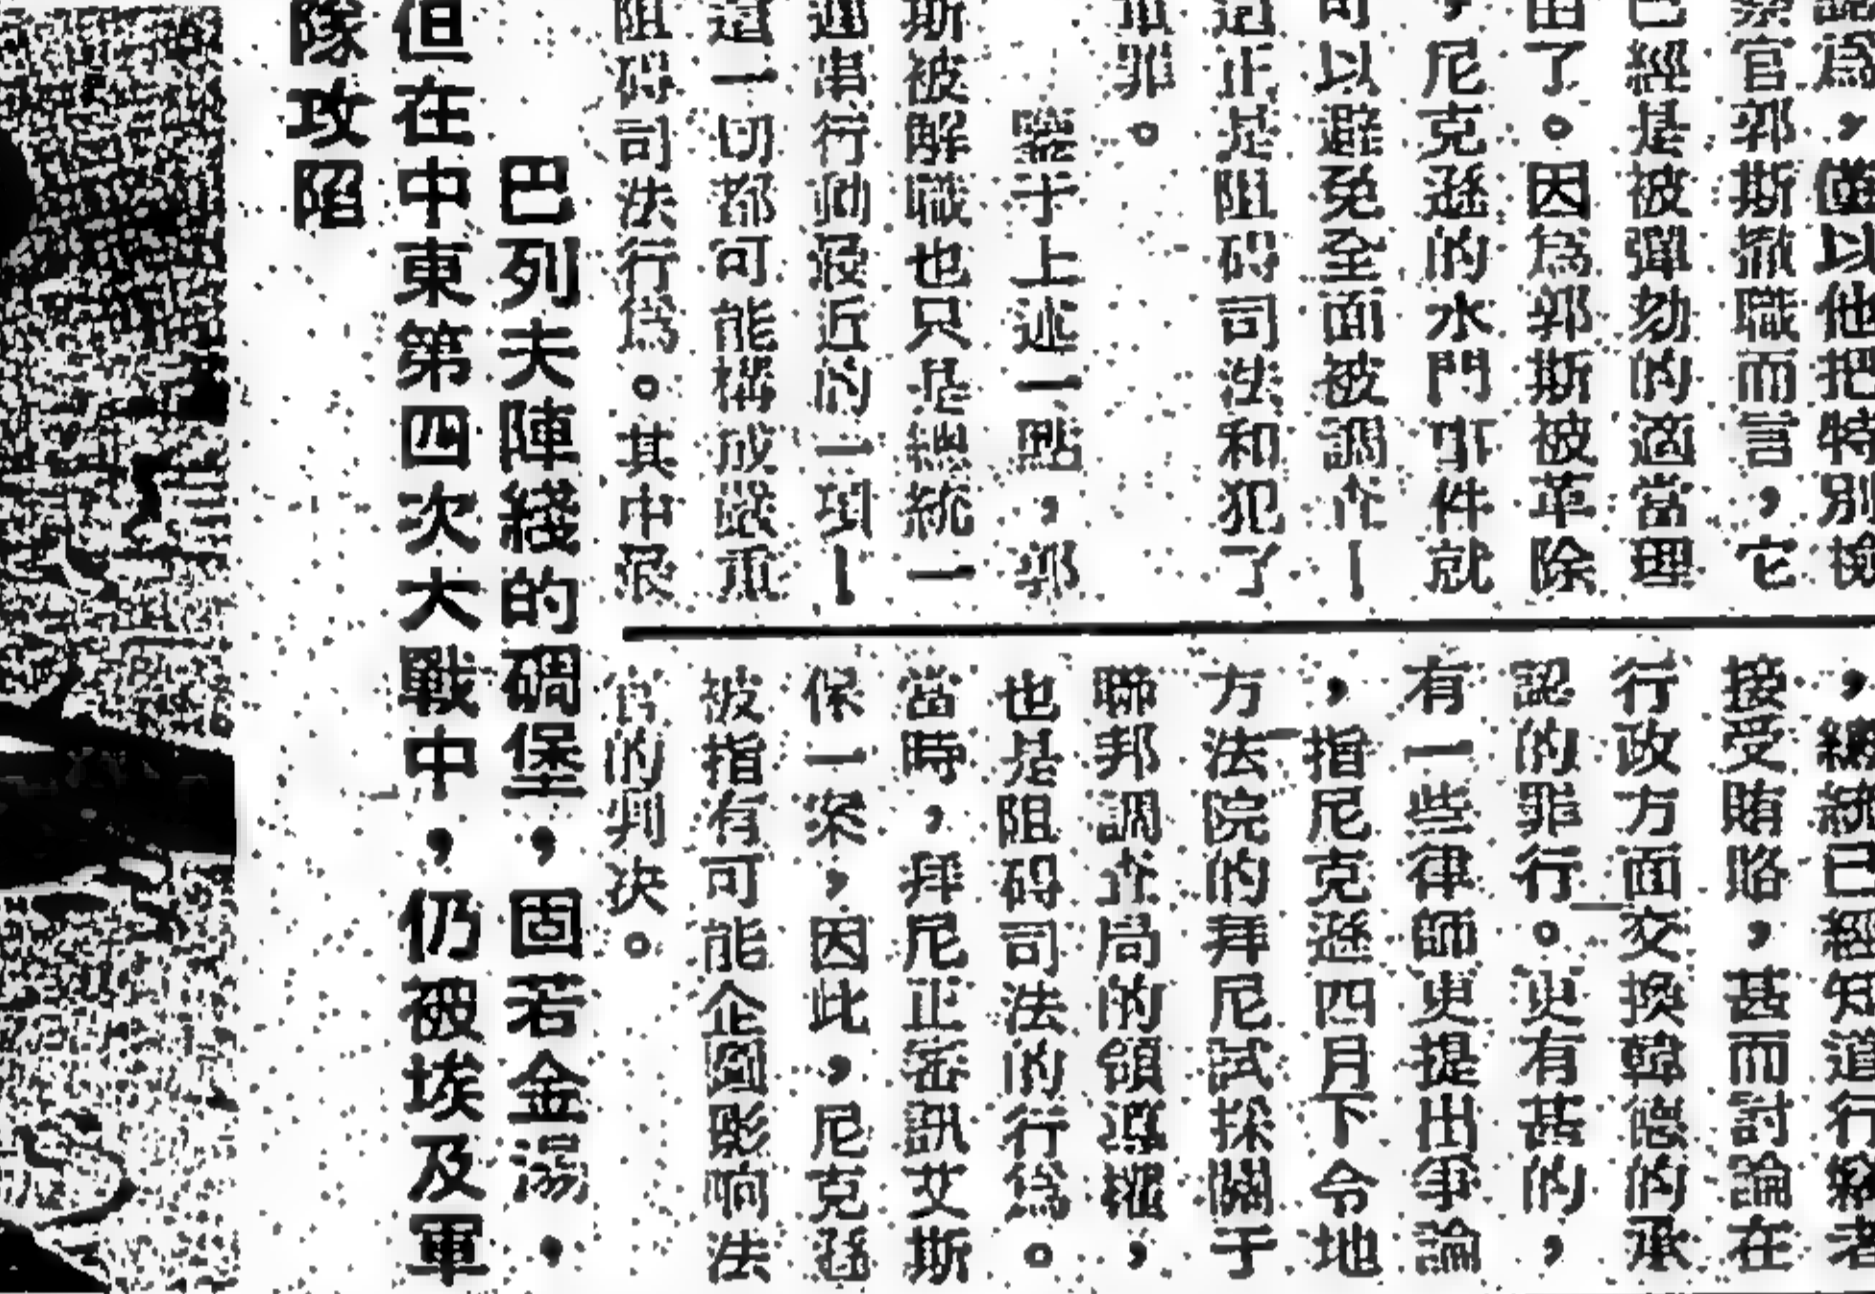 認爲,僅以他把特別檢
察官郭斯撤職而言,它
已經是被彈劾的適當理
由了。因爲郭斯被革除
,尼克遜的水門事件就
可以避免全面被調查—
這正是阻碍司法和犯了
重罪。
鑒于上述一點,郭
斯被解職也只是總統一
連串行動最近的一項—
這一切都可能構成嚴重
阻碍司法行爲。其中最
,總統已經知道行賄者
接受賄賂,甚而討論在
行政方面交換韓德的承
認的罪行。更有甚的,
有一些律師更提出爭論
,指尼克遜四月下令地
方法院的拜尼試探關于
聯邦調查局的領導權,
也是阻碍司法的行爲。
當時,拜尼正密訊艾斯
保一案,因此,尼克遜
被指有可能企圖影响法
官的判决。
巴列夫陣綫的碉堡,固若金湯,
但在中東第四次大戰中,仍被埃及軍
隊攻陷